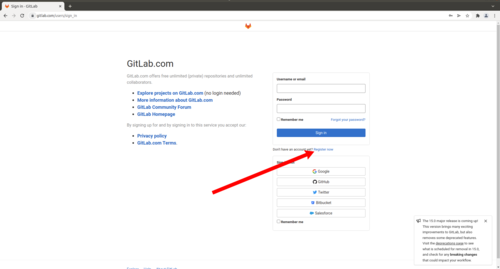 Sign in · GitLab
gitlab.com/users/sign_in
GitLab.com
GitLab.com offers free unlimited (private) repositories and unlimited
collaborators.
Explore projects on GitLab.com (no login needed)
More information about GitLab.com
GitLab Community Forum
GitLab Homepage
By signing up for and by signing in to this service you accept our:
Privacy policy
GitLab.com Terms.
Username or email
Password
Remember me
Forgot your password?
Sign in
Don't have an account yet? Register now
Google
GitHub
Twitter
Bitbucket
Salesforce
Remember me
The 15.0 major release is coming up!
This version brings many exciting
improvements to GitLab, but also
removes some deprecated features.
Visit the deprecations page to see
what is scheduled for removal in 15.0,
and check for any breaking changes
that could impact your workflow.